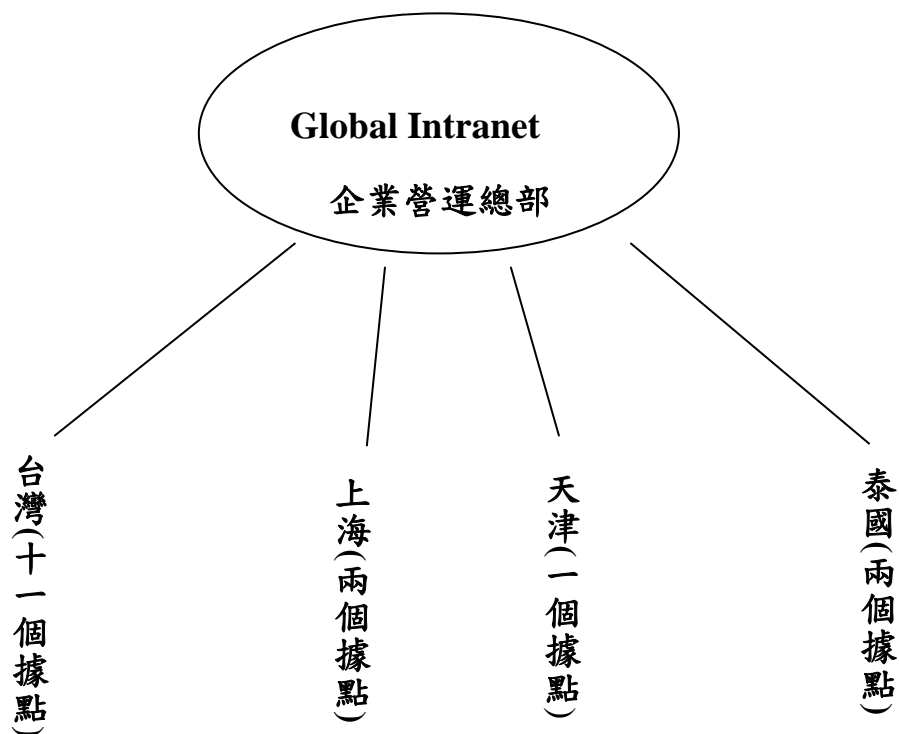 Global Intranet
企業營運總部
台灣(十一個據點)
上海(兩個據點)
天津(一個據點)
泰國(兩個據點)